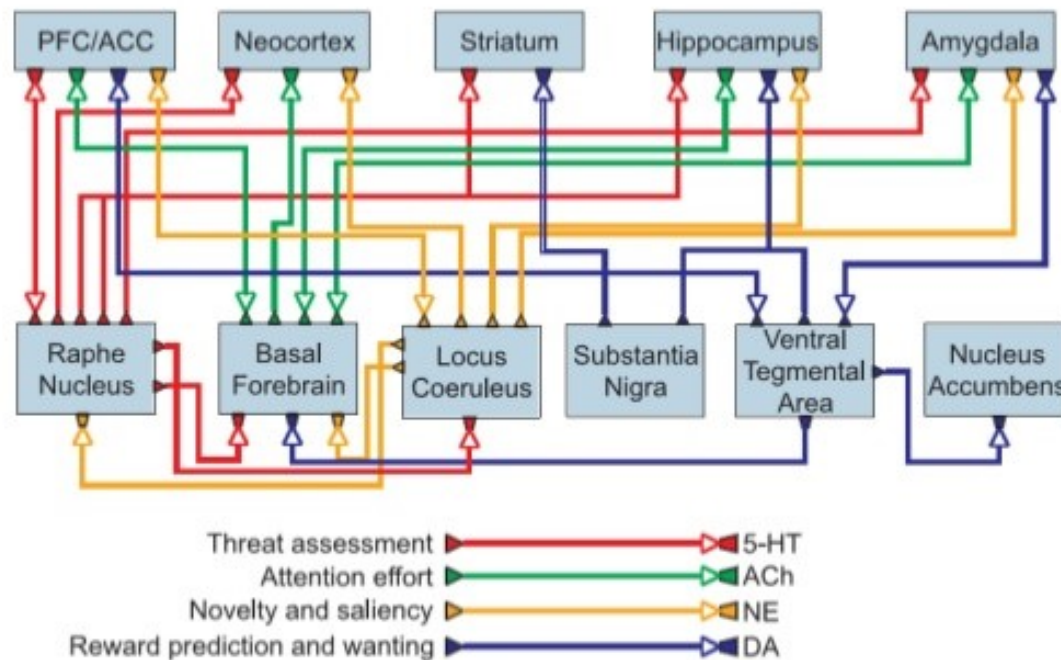 PFC/ACC
Neocortex
Striatum
Hippocampus
Amygdala
Raphe
Nucleus
Basal
Forebrain
Locus
Coeruleus
Substantia
Nigra
Ventral
Tegmental
Area
Nucleus
Accumbens
Threat assessment 5-HT
Attention effort ACh
Novelty and saliency NE
Reward prediction and wanting DA